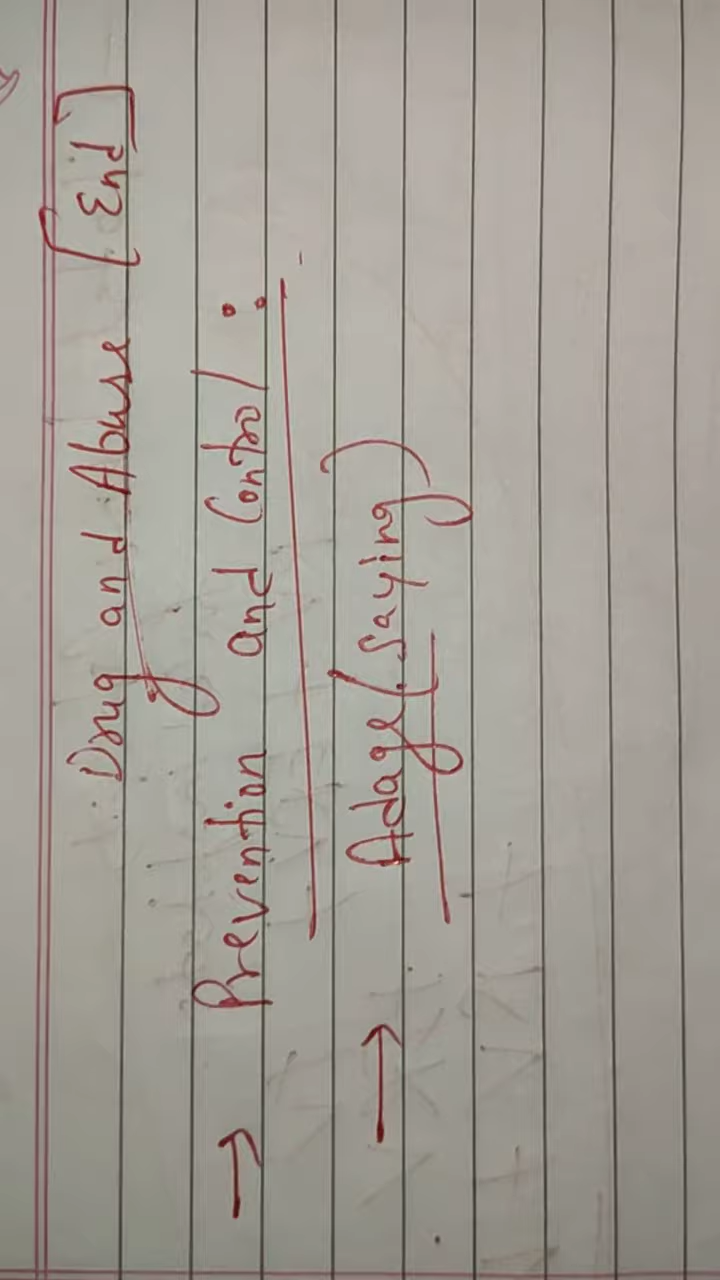 Drug and Abuse [End]
→ Prevention and Control :
→ Adage (saying)